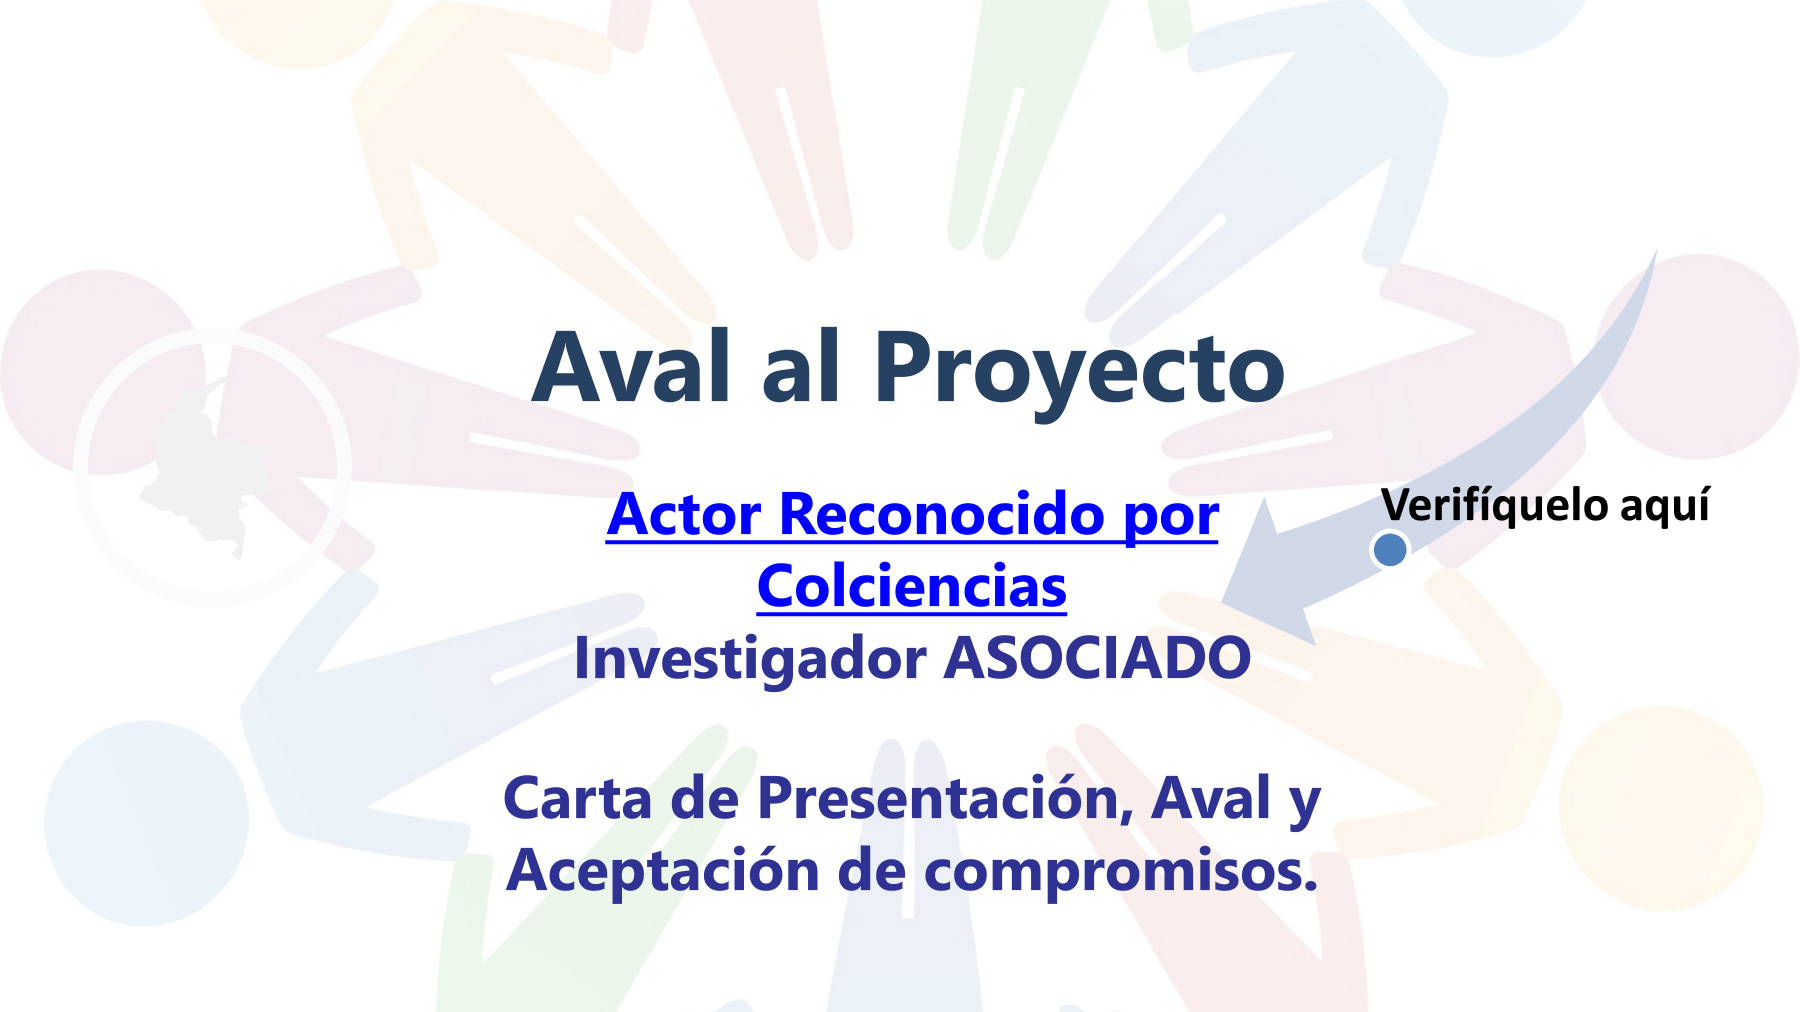 Aval al Proyecto
Actor Reconocido por
Colciencias
Investigador ASOCIADO
Verifíquelo aquí
Carta de Presentación, Aval y
Aceptación de compromisos.